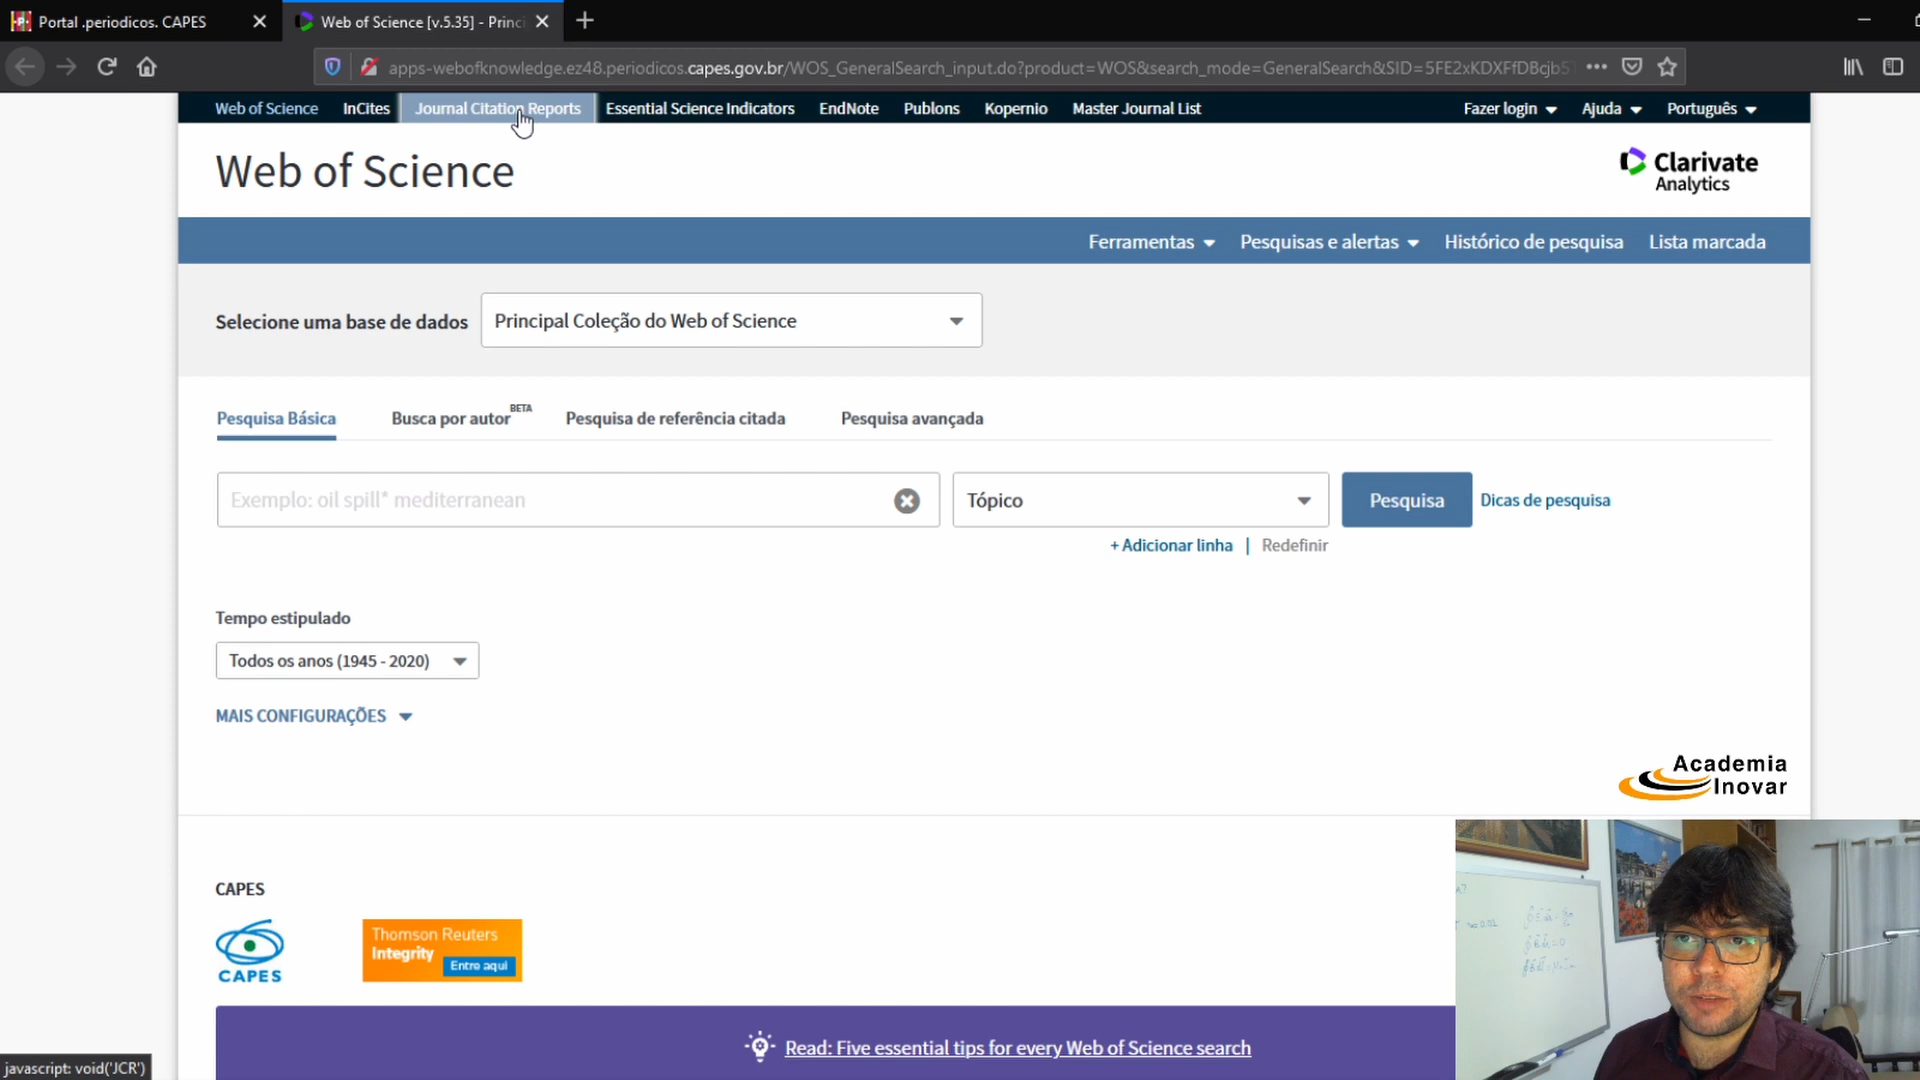 Portal .periodicos. CAPES
Web of Science [v.5.35] - Princi
apps-webofknowledge.ez48.periodicos.capes.gov.br/WOS_GeneralSearch_input.do?product=WOS&search_mode=GeneralSearch&SID=5FE2xKDXFfDBcjb5
Web of Science InCites Journal Citation Reports Essential Science Indicators EndNote Publons Kopernio Master Journal List Fazer login Ajuda Português
Web of Science
Clarivate
Analytics
Ferramentas Pesquisas e alertas Histórico de pesquisa Lista marcada
Selecione uma base de dados Principal Coleção do Web of Science
Pesquisa Básica Busca por autor BETA Pesquisa de referência citada Pesquisa avançada
Exemplo: oil spill* mediterranean Tópico Pesquisa Dicas de pesquisa
+ Adicionar linha | Redefinir
Tempo estipulado
Todos os anos (1945 - 2020)
MAIS CONFIGURAÇÕES
Academia
Inovar
CAPES
CAPES
Thomson Reuters
Integrity
Entre aqui
Read: Five essential tips for every Web of Science search
javascript: void('JCR')